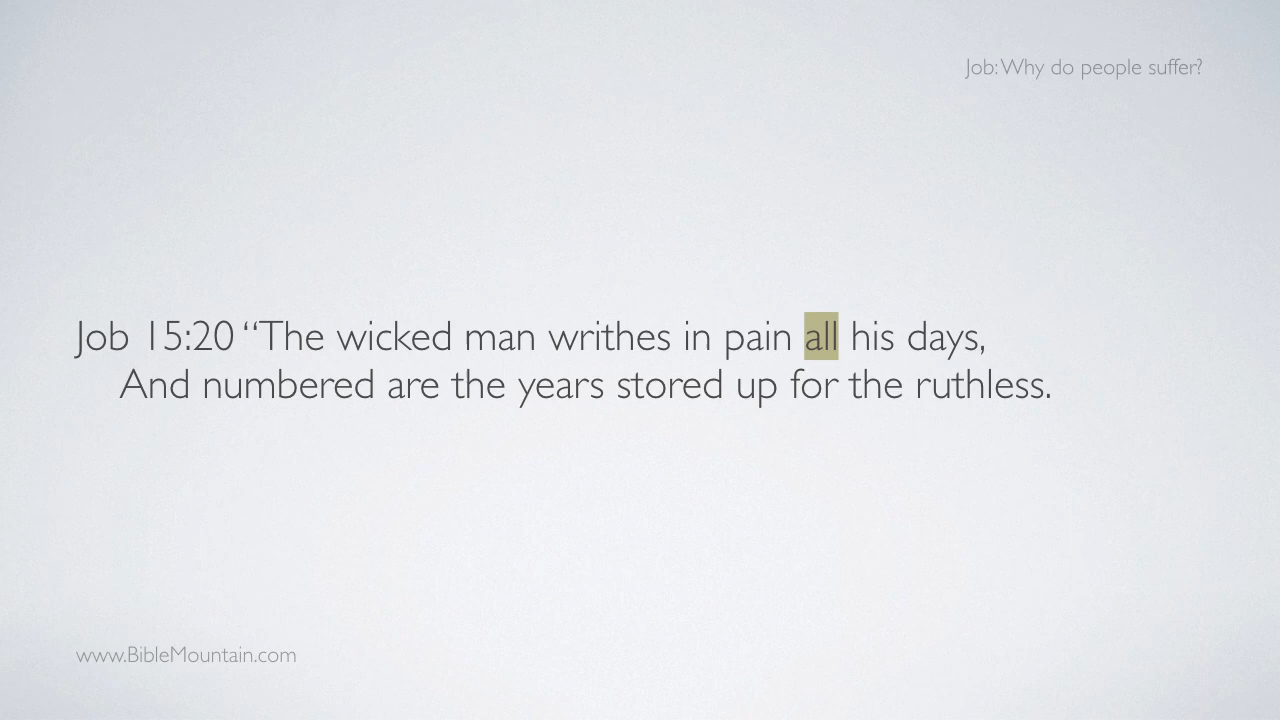 Job: Why do people suffer?
Job 15:20 “The wicked man writhes in pain all his days,
And numbered are the years stored up for the ruthless.
www.BibleMountain.com